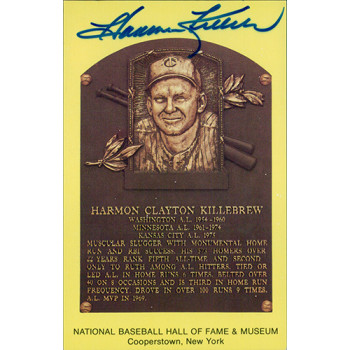 Harmon Killebrew
HARMON CLAYTON KILLEBREW
WASHINGTON A.L. 1954-1960
MINNESOTA A.L. 1961-1974
KANSAS CITY A.L. 1975
MUSCULAR SLUGGER WITH MONUMENTAL HOME
RUN AND RBI SUCCESS. HIS 573 HOMERS OVER
22 YEARS RANK FIFTH ALL-TIME AND SECOND
ONLY TO RUTH AMONG A.L. HITTERS. TIED OR
LED A.L. IN HOME RUNS 6 TIMES. BELTED OVER
40 ON 8 OCCASIONS AND IS THIRD IN HOME RUN
FREQUENCY. DROVE IN OVER 100 RUNS 9 TIMES.
A.L. MVP IN 1969.
NATIONAL BASEBALL HALL OF FAME & MUSEUM
Cooperstown, New York